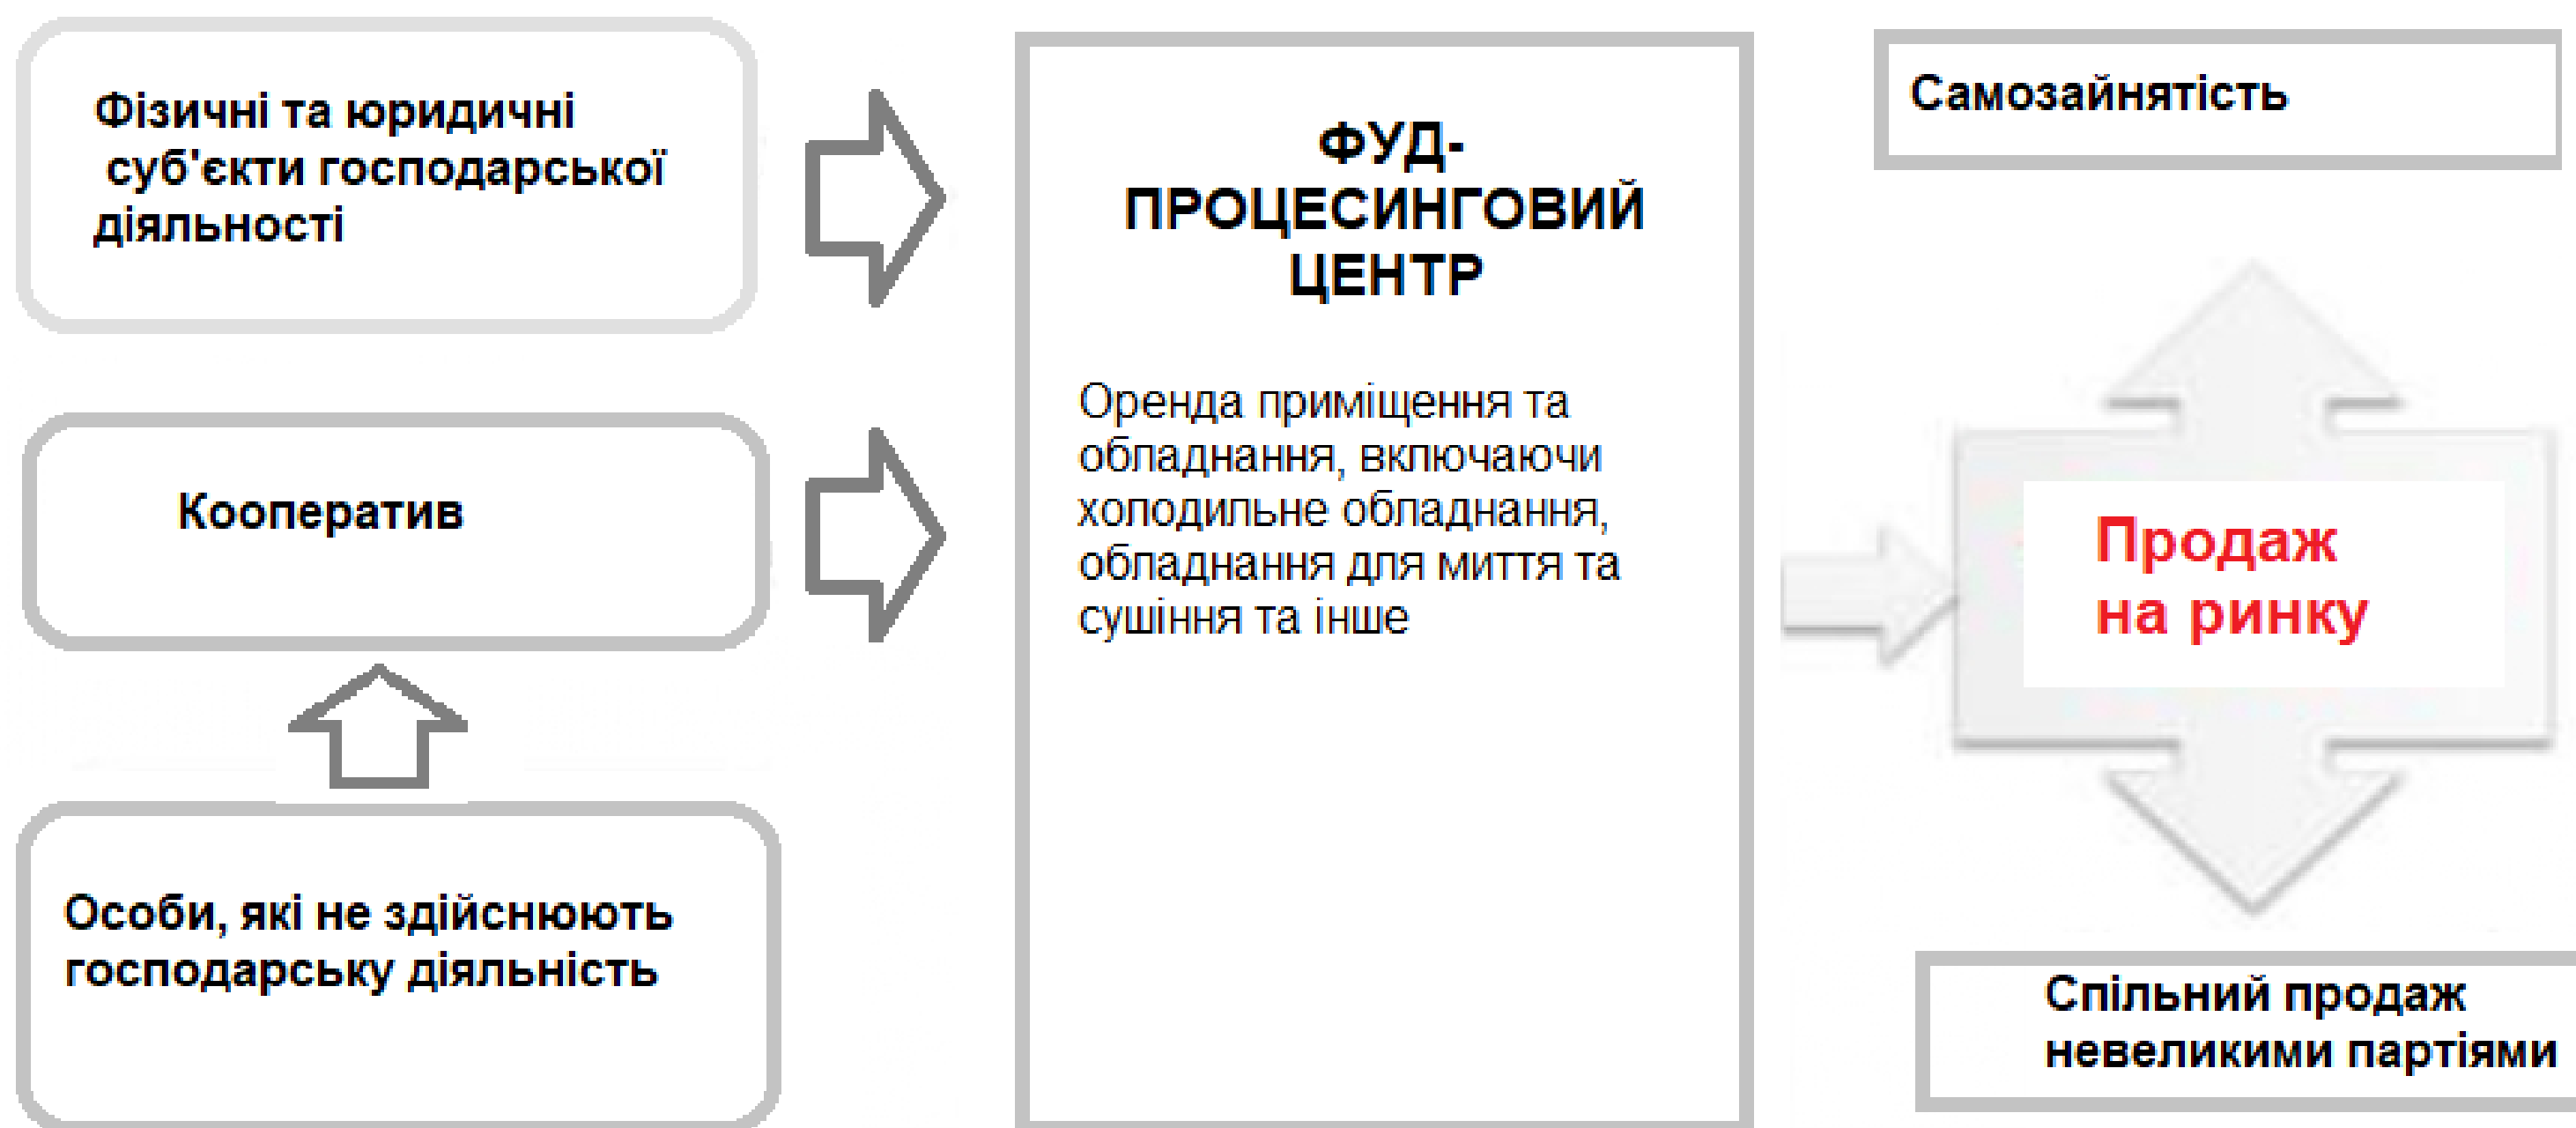 Фізичні та юридичні
суб'єкти господарської
діяльності
Кооператив
Особи, які не здійснюють
господарську діяльність
ФУД-
ПРОЦЕСИНГОВИЙ
ЦЕНТР
Оренда приміщення та
обладнання, включаючи
холодильне обладнання,
обладнання для миття та
сушіння та інше
Самозайнятість
Продаж
на ринку
Спільний продаж
невеликими партіями